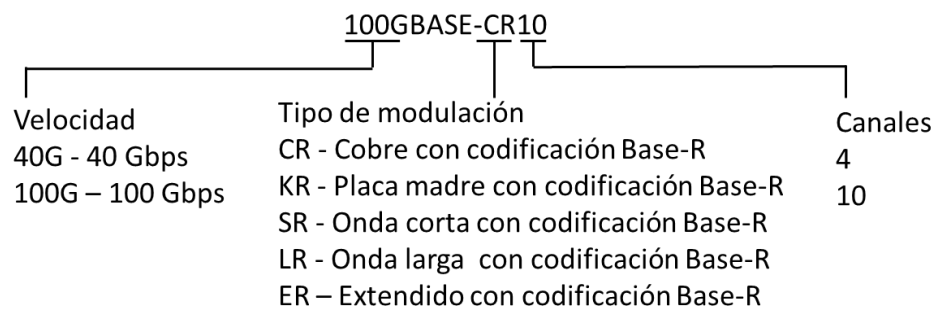 100GBASE-CR10
Velocidad
40G - 40 Gbps
100G – 100 Gbps
Tipo de modulación
CR - Cobre con codificación Base-R
KR - Placa madre con codificación Base-R
SR - Onda corta con codificación Base-R
LR - Onda larga con codificación Base-R
ER – Extendido con codificación Base-R
Canales
4
10